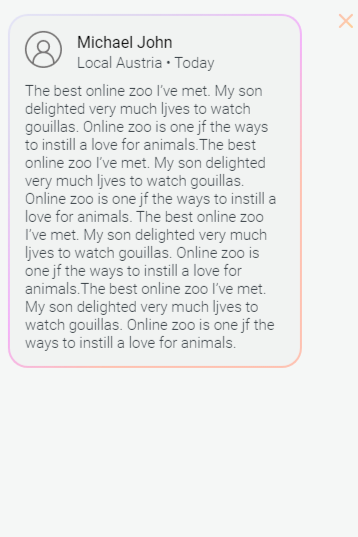 Michael John
Local Austria • Today
The best online zoo I’ve met. My son
delighted very much ljves to watch
gouillas. Online zoo is one jf the ways
to instill a love for animals.The best
online zoo I’ve met. My son delighted
very much ljves to watch gouillas.
Online zoo is one jf the ways to instill a
love for animals. The best online zoo
I’ve met. My son delighted very much
ljves to watch gouillas. Online zoo is
one jf the ways to instill a love for
animals.The best online zoo I’ve met.
My son delighted very much ljves to
watch gouillas. Online zoo is one jf the
ways to instill a love for animals.